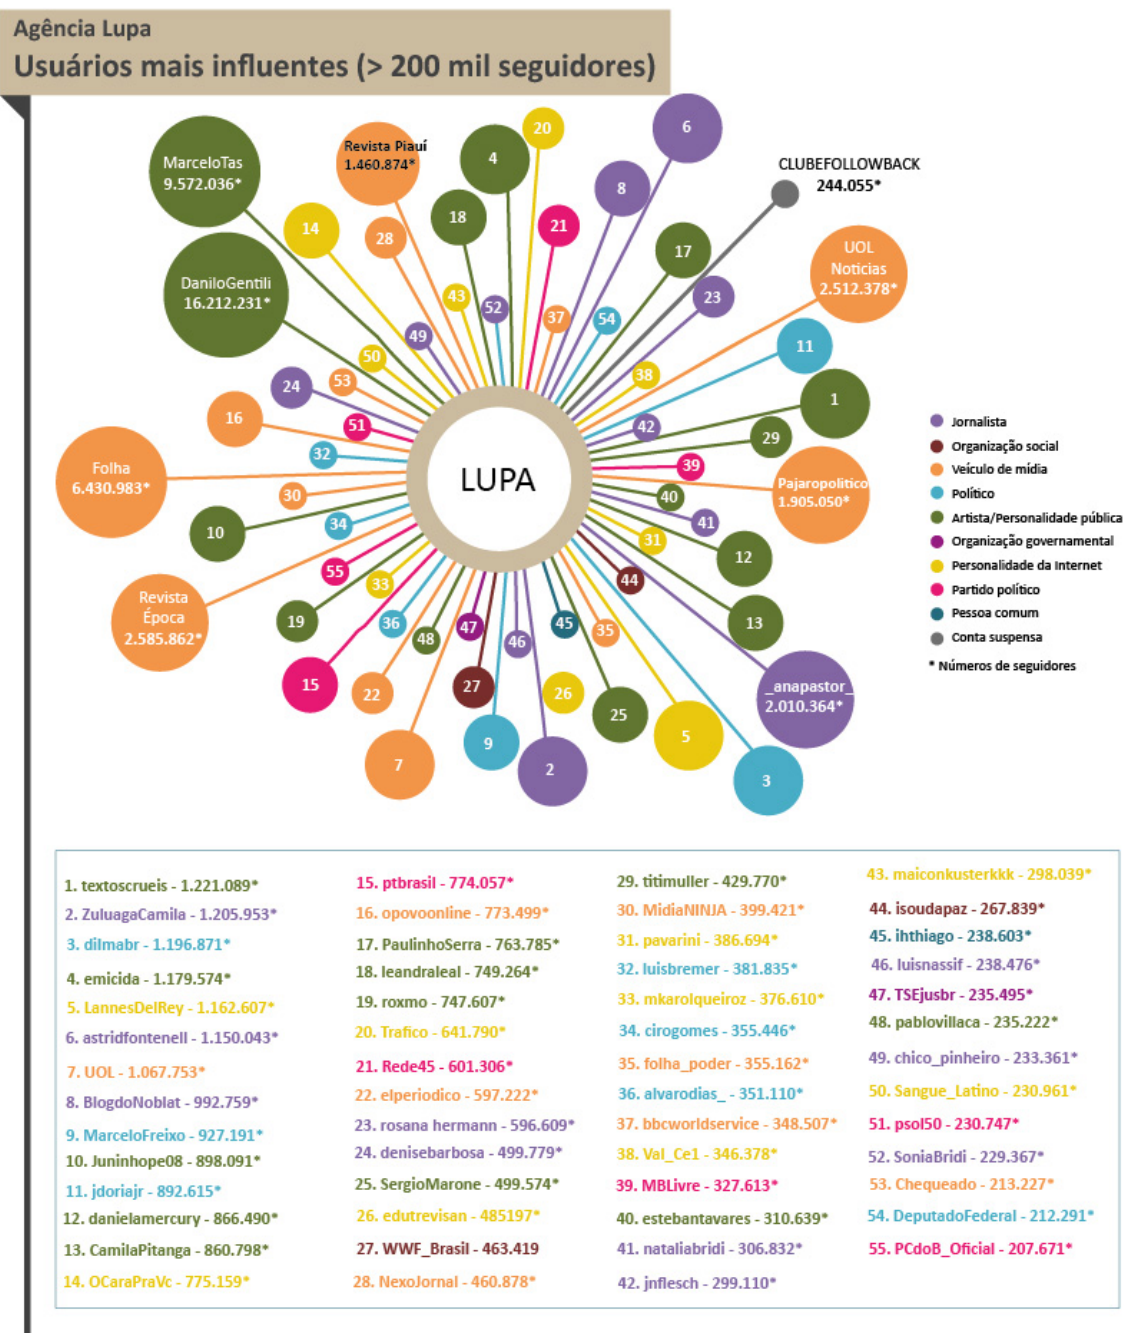 Agência Lupa
Usuários mais influentes (> 200 mil seguidores)
MarceloTas
9.572.036*
Revista Piauí
1.460.874*
4
20
6
8
CLUBEFOLLOWBACK
244.055*
14
28
18
21
17
UOL
Noticias
2.512.378*
DaniloGentili
16.212.231*
43
52
37
54
23
49
50
53
38
11
24
16
51
32
42
1
29
Folha
6.430.983*
30
39
40
Pajaropolitico
1.905.050*
LUPA
10
34
41
31
12
55
33
44
Revista
Época
2.585.862*
19
36
48
47
46
45
35
13
15
22
27
26
25
_anapastor_
2.010.364*
7
9
2
5
3
Jornalista
Organização social
Veículo de mídia
Político
Artista/Personalidade pública
Organização governamental
Personalidade da Internet
Partido político
Pessoa comum
Conta suspensa
* Números de seguidores
1. textoscrueis - 1.221.089*
2. ZuluagaCamila - 1.205.953*
3. dilmabr - 1.196.871*
4. emicida - 1.179.574*
5. LannesDelRey - 1.162.607*
6. astridfontenell - 1.150.043*
7. UOL - 1.067.753*
8. BlogdoNoblat - 992.759*
9. MarceloFreixo - 927.191*
10. Juninhope08 - 898.091*
11. jdoriajr - 892.615*
12. danielamercury - 866.490*
13. CamilaPitanga - 860.798*
14. OCaraPraVc - 775.159*
15. ptbrasil - 774.057*
16. opovoonline - 773.499*
17. PaulinhoSerra - 763.785*
18. leandraleal - 749.264*
19. roxmo - 747.607*
20. Trafico - 641.790*
21. Rede45 - 601.306*
22. elperiodico - 597.222*
23. rosana hermann - 596.609*
24. denisebarbosa - 499.779*
25. SergioMarone - 499.574*
26. edutrevisan - 485197*
27. WWF_Brasil - 463.419
28. NexoJornal - 460.878*
29. titimuller - 429.770*
30. MidiaNINJA - 399.421*
31. pavarini - 386.694*
32. luisbremer - 381.835*
33. mkarolqueiroz - 376.610*
34. cirogomes - 355.446*
35. folha_poder - 355.162*
36. alvarodias_ - 351.110*
37. bbcworldservice - 348.507*
38. Val_Ce1 - 346.378*
39. MBLivre - 327.613*
40. estebantavares - 310.639*
41. nataliabridi - 306.832*
42. jnflesch - 299.110*
43. maiconkusterkkk - 298.039*
44. isoudapaz - 267.839*
45. ihthiago - 238.603*
46. luisnassif - 238.476*
47. TSEjusbr - 235.495*
48. pablovillaca - 235.222*
49. chico_pinheiro - 233.361*
50. Sangue_Latino - 230.961*
51. psol50 - 230.747*
52. SoniaBridi - 229.367*
53. Chequeado - 213.227*
54. DeputadoFederal - 212.291*
55. PCdoB_Oficial - 207.671*